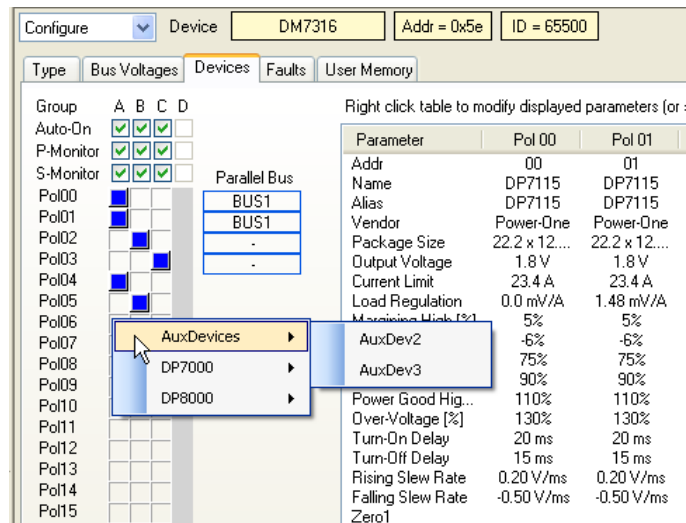 Configure Device DM7316 Addr = 0x5e ID = 65500
Type Bus Voltages Devices Faults User Memory
Group A B C D Right click table to modify displayed parameters (or
Auto-On Parameter Pol 00 Pol 01
P-Monitor
S-Monitor Parallel Bus Addr 00 01
Pol00 BUS1 Name DP7115 DP7115
Pol01 BUS1 Alias DP7115 DP7115
Pol02 - Vendor Power-One Power-One
Pol03 - Package Size 22.2 x 12.... 22.2 x 12....
Output Voltage 1.8 V 1.8 V
Pol04 Current Limit 23.4 A 23.4 A
Pol05 Load Regulation 0.0 mV/A 1.48 mV/A
Pol06 Margining High [%] 5% 5%
Pol07 AuxDevices AuxDev2 -6% -6%
Pol08 DP7000 AuxDev3 75% 75%
Pol09 90% 90%
Pol10 DP8000 Power Good Hig... 110% 110%
Pol11 Over-Voltage [%] 130% 130%
Pol12 Turn-On Delay 20 ms 20 ms
Pol13 Turn-Off Delay 15 ms 15 ms
Pol14 Rising Slew Rate 0.20 V/ms 0.20 V/ms
Pol15 Falling Slew Rate -0.50 V/ms -0.50 V/ms
Zero1